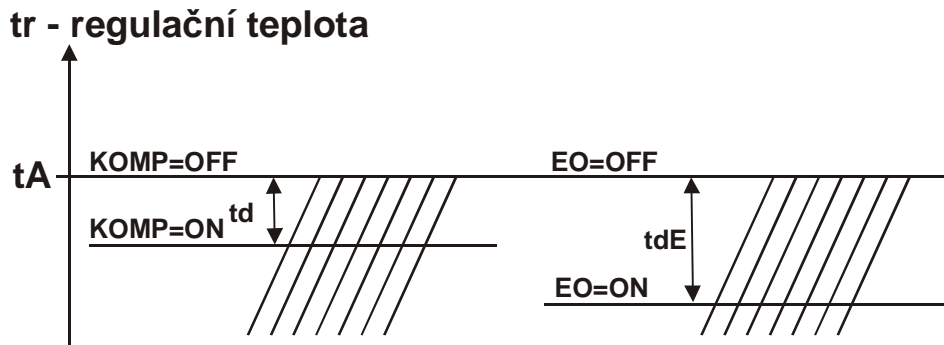 tr - regulační teplota
KOMP=OFF
EO=OFF
tA
td
KOMP=ON
tdE
EO=ON